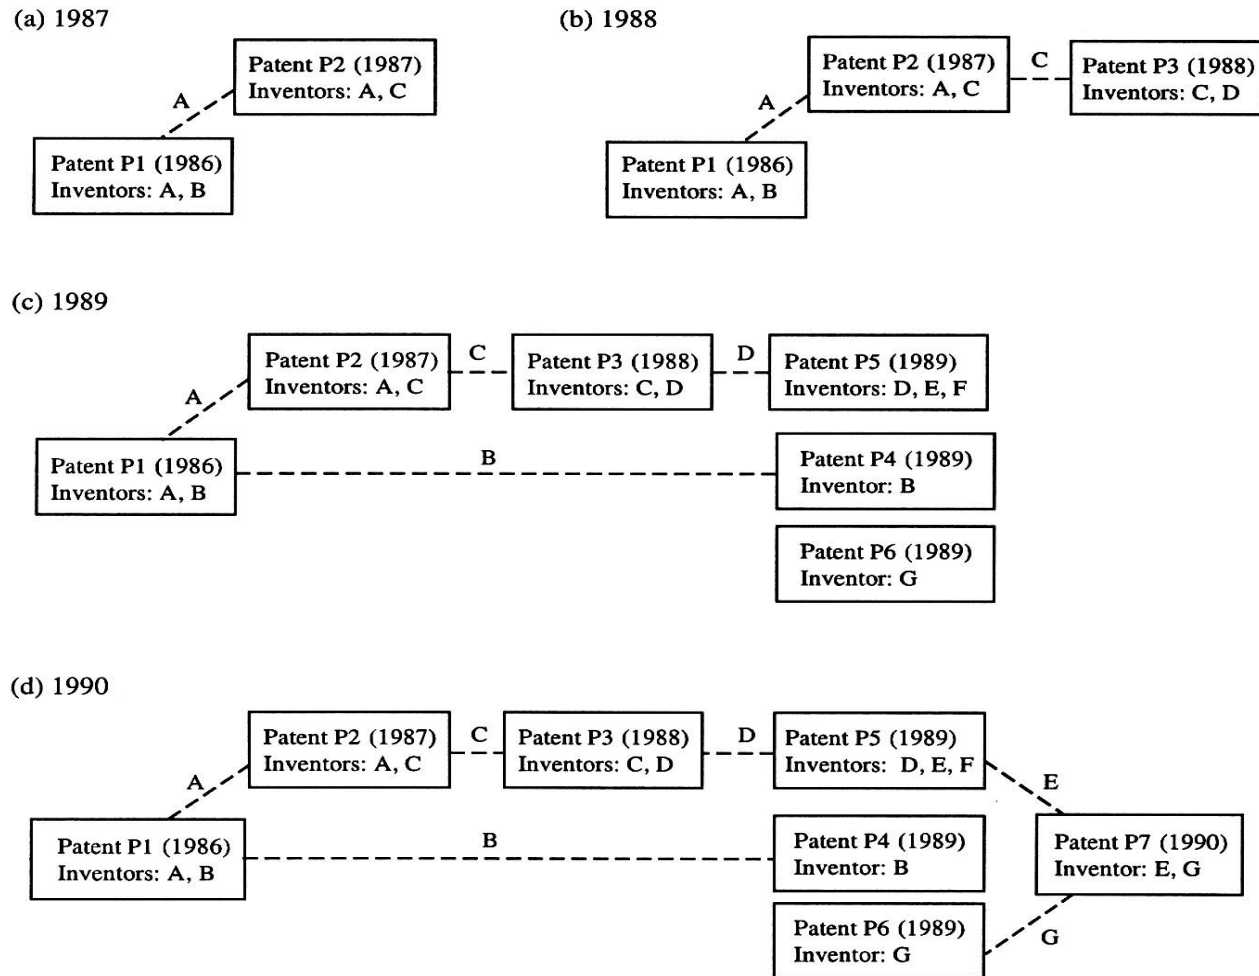 (a) 1987
Patent P2 (1987)
Inventors: A, C
A
Patent P1 (1986)
Inventors: A, B
(b) 1988
Patent P2 (1987)
Inventors: A, C
C
Patent P3 (1988)
Inventors: C, D
A
Patent P1 (1986)
Inventors: A, B
(c) 1989
Patent P2 (1987)
Inventors: A, C
C
Patent P3 (1988)
Inventors: C, D
D
Patent P5 (1989)
Inventors: D, E, F
A
Patent P1 (1986)
Inventors: A, B
B
Patent P4 (1989)
Inventor: B
Patent P6 (1989)
Inventor: G
(d) 1990
Patent P2 (1987)
Inventors: A, C
C
Patent P3 (1988)
Inventors: C, D
D
Patent P5 (1989)
Inventors: D, E, F
A
E
Patent P1 (1986)
Inventors: A, B
B
Patent P4 (1989)
Inventor: B
Patent P7 (1990)
Inventor: E, G
Patent P6 (1989)
Inventor: G
G